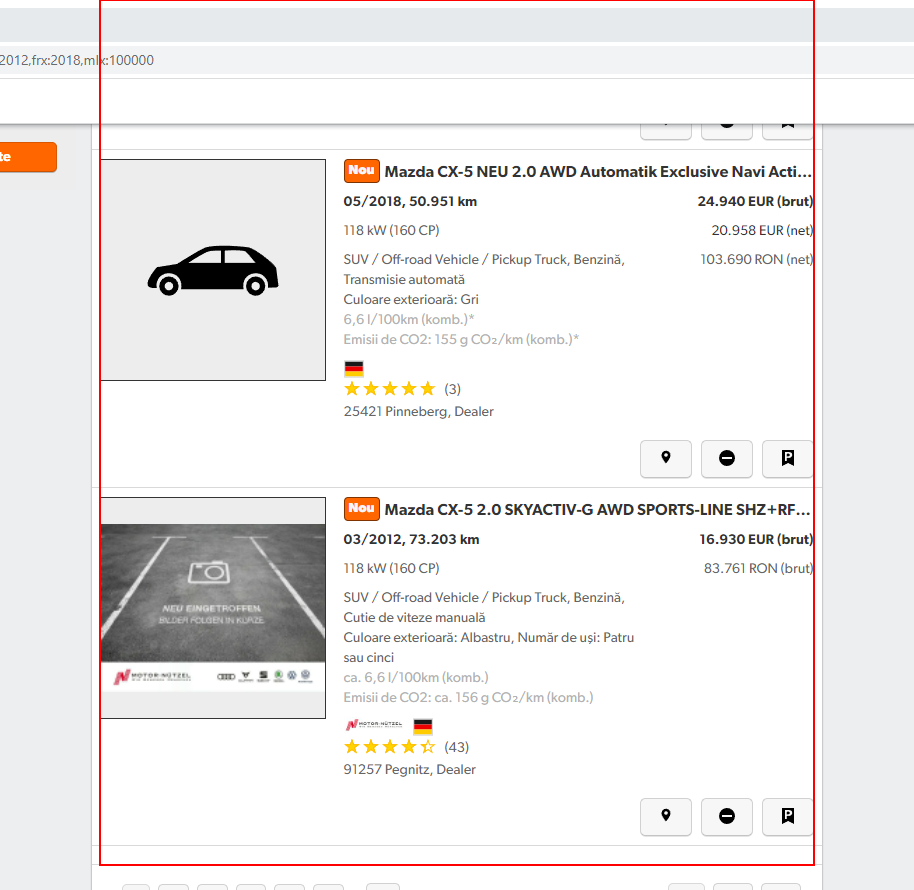 2012,frx:2018,mlx:100000
te
Nou Mazda CX-5 NEU 2.0 AWD Automatik Exclusive Navi Acti...
05/2018, 50.951 km 24.940 EUR (brut)
118 kW (160 CP) 20.958 EUR (net)
SUV / Off-road Vehicle / Pickup Truck, Benzină, 103.690 RON (net)
Transmisie automată
Culoare exterioară: Gri
6,6 l/100km (komb.)*
Emisii de CO2: 155 g CO₂/km (komb.)*
(3)
25421 Pinneberg, Dealer
P
Nou Mazda CX-5 2.0 SKYACTIV-G AWD SPORTS-LINE SHZ+RF...
03/2012, 73.203 km 16.930 EUR (brut)
118 kW (160 CP) 83.761 RON (brut)
SUV / Off-road Vehicle / Pickup Truck, Benzină,
Cutie de viteze manuală
Culoare exterioară: Albastru, Număr de uși: Patru
sau cinci
ca. 6,6 l/100km (komb.)
Emisii de CO2: ca. 156 g CO₂/km (komb.)
NEU EINGETROFFEN
BILDER FOLGEN IN KÜRZE
MOTOR-NÜTZEL
MOTOR-NÜTZEL
(43)
91257 Pegnitz, Dealer
P